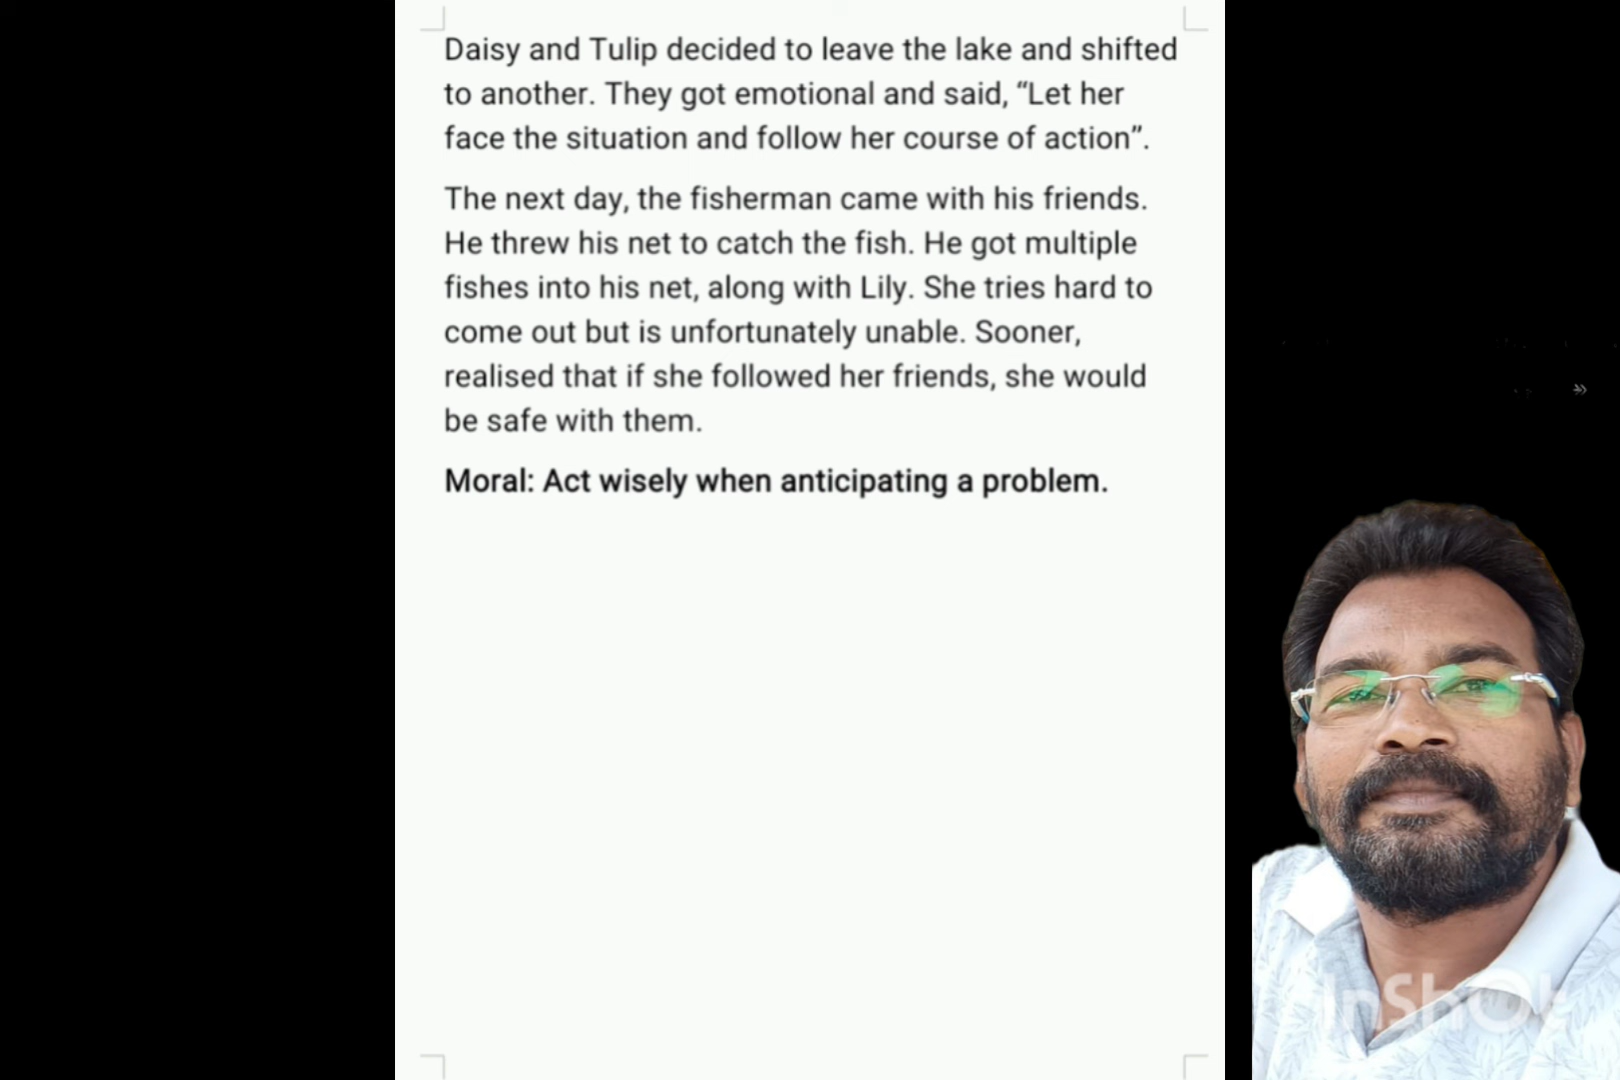 Daisy and Tulip decided to leave the lake and shifted
to another. They got emotional and said, “Let her
face the situation and follow her course of action”.
The next day, the fisherman came with his friends.
He threw his net to catch the fish. He got multiple
fishes into his net, along with Lily. She tries hard to
come out but is unfortunately unable. Sooner,
realised that if she followed her friends, she would
be safe with them.
Moral: Act wisely when anticipating a problem.
InShOt